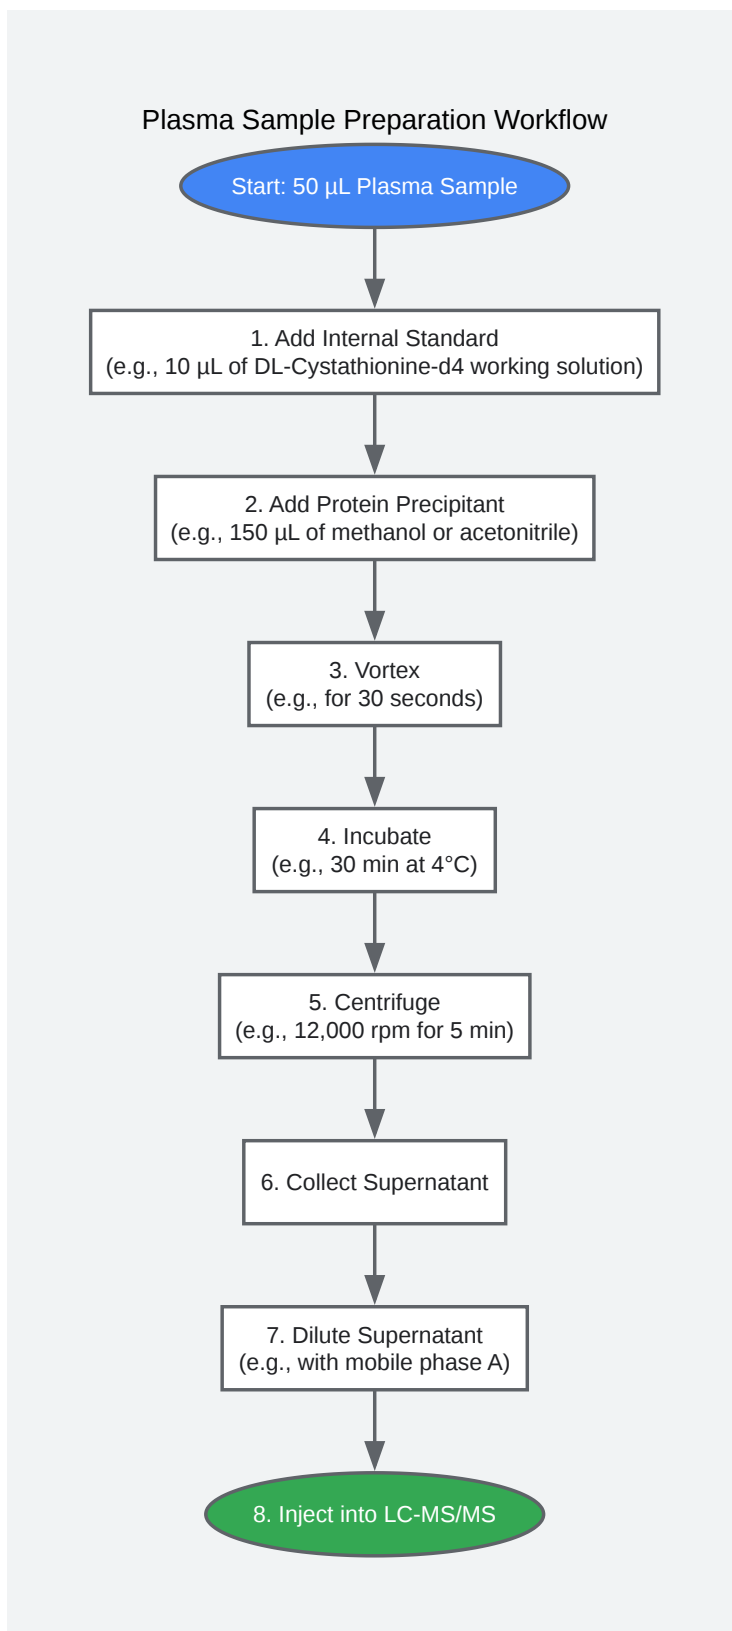 Plasma Sample Preparation Workflow
Start: 50 µL Plasma Sample
1. Add Internal Standard
(e.g., 10 µL of DL-Cystathionine-d4 working solution)
2. Add Protein Precipitant
(e.g., 150 µL of methanol or acetonitrile)
3. Vortex
(e.g., for 30 seconds)
4. Incubate
(e.g., 30 min at 4°C)
5. Centrifuge
(e.g., 12,000 rpm for 5 min)
6. Collect Supernatant
7. Dilute Supernatant
(e.g., with mobile phase A)
8. Inject into LC-MS/MS